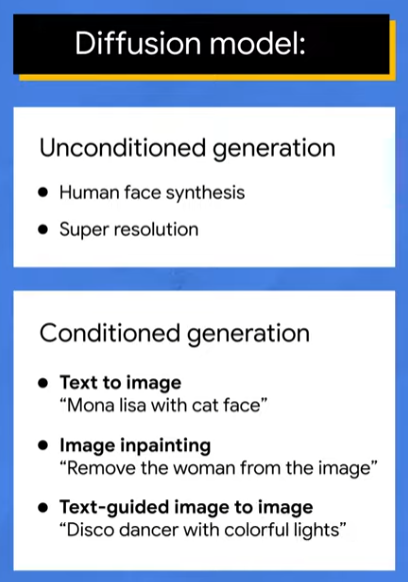 Diffusion model:
Unconditioned generation
● Human face synthesis
● Super resolution
Conditioned generation
● Text to image
“Mona lisa with cat face”
● Image inpainting
“Remove the woman from the image”
● Text-guided image to image
“Disco dancer with colorful lights”